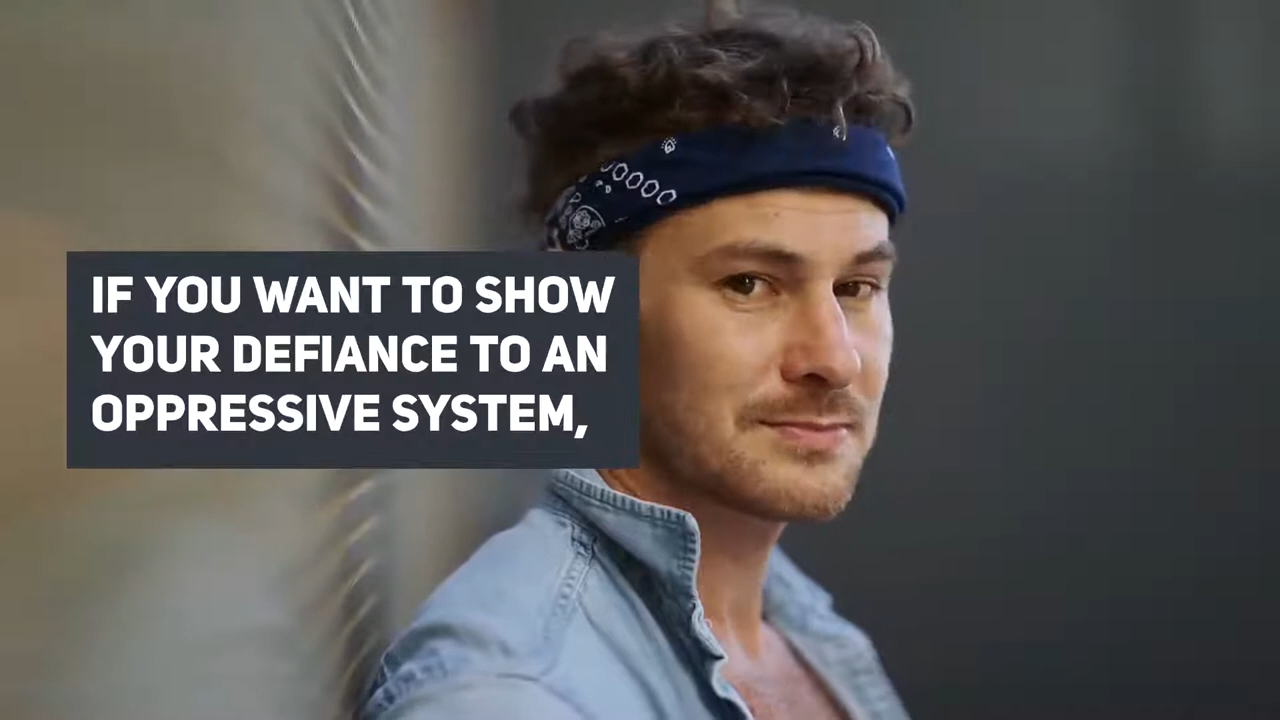 IF YOU WANT TO SHOW
YOUR DEFIANCE TO AN
OPPRESSIVE SYSTEM,